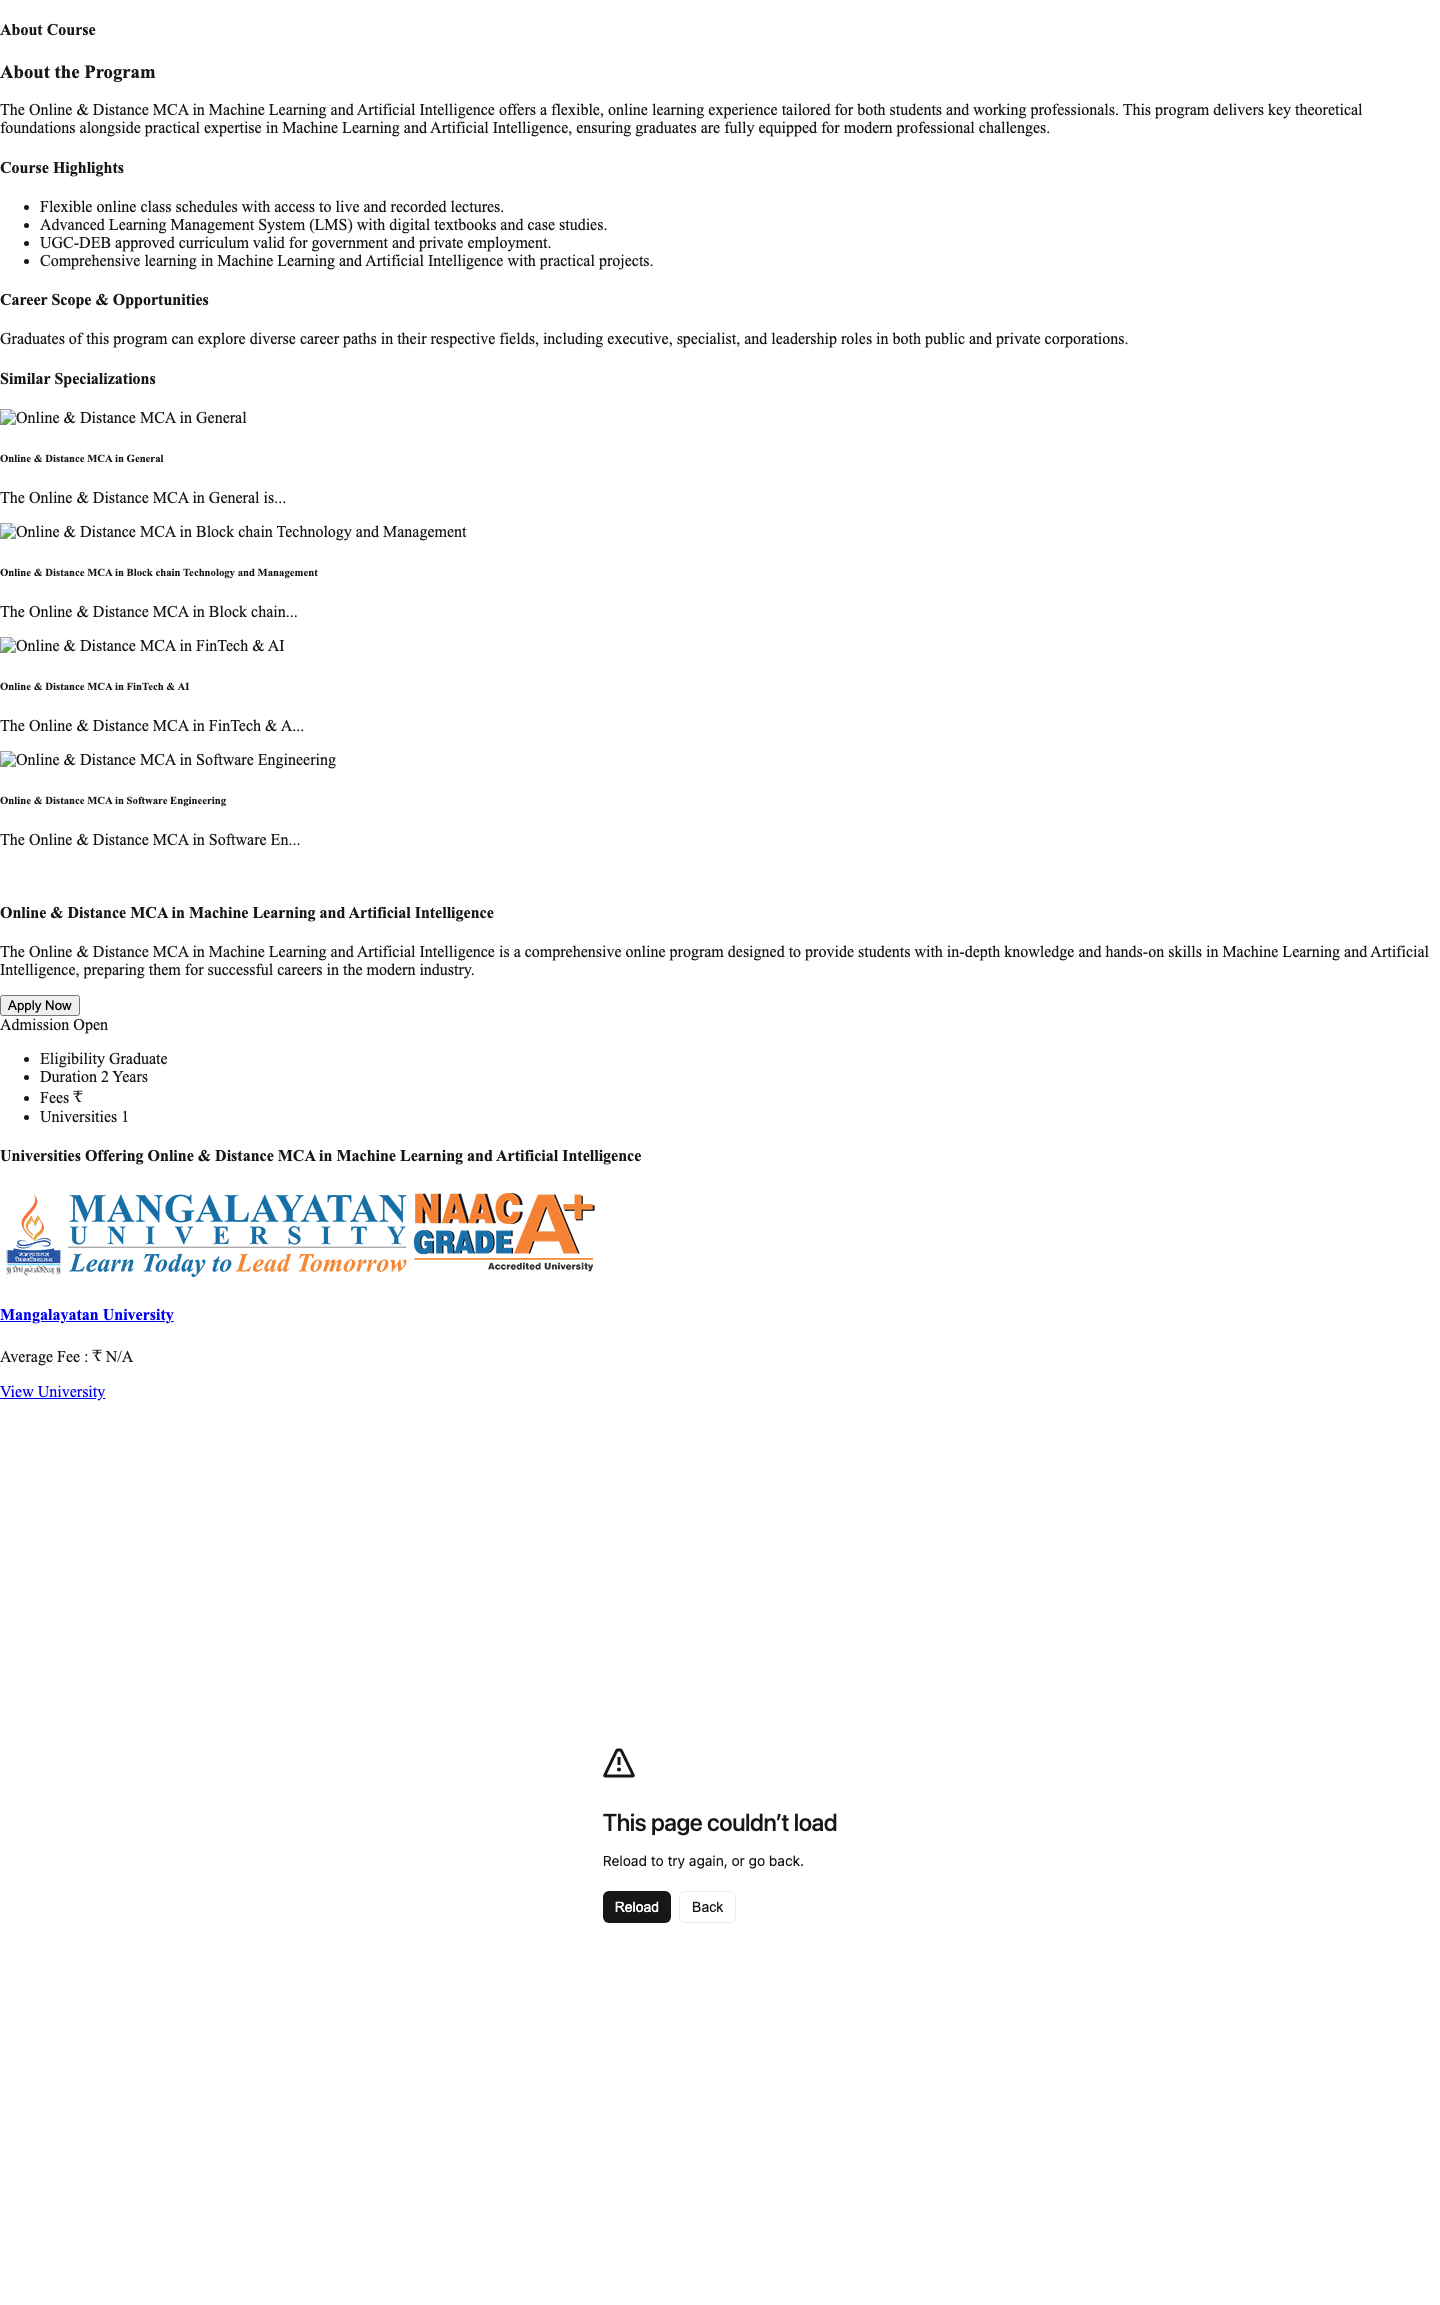 About Course
About the Program
The Online & Distance MCA in Machine Learning and Artificial Intelligence offers a flexible, online learning experience tailored for both students and working professionals. This program delivers key theoretical
foundations alongside practical expertise in Machine Learning and Artificial Intelligence, ensuring graduates are fully equipped for modern professional challenges.
Course Highlights
Flexible online class schedules with access to live and recorded lectures.
Advanced Learning Management System (LMS) with digital textbooks and case studies.
UGC-DEB approved curriculum valid for government and private employment.
Comprehensive learning in Machine Learning and Artificial Intelligence with practical projects.
Career Scope & Opportunities
Graduates of this program can explore diverse career paths in their respective fields, including executive, specialist, and leadership roles in both public and private corporations.
Similar Specializations
Online & Distance MCA in General
Online & Distance MCA in General
The Online & Distance MCA in General is...
Online & Distance MCA in Block chain Technology and Management
Online & Distance MCA in Block chain Technology and Management
The Online & Distance MCA in Block chain...
Online & Distance MCA in FinTech & AI
Online & Distance MCA in FinTech & AI
The Online & Distance MCA in FinTech & A...
Online & Distance MCA in Software Engineering
Online & Distance MCA in Software Engineering
The Online & Distance MCA in Software En...
Online & Distance MCA in Machine Learning and Artificial Intelligence
The Online & Distance MCA in Machine Learning and Artificial Intelligence is a comprehensive online program designed to provide students with in-depth knowledge and hands-on skills in Machine Learning and Artificial
Intelligence, preparing them for successful careers in the modern industry.
Apply Now
Admission Open
Eligibility Graduate
Duration 2 Years
Fees ₹
Universities 1
Universities Offering Online & Distance MCA in Machine Learning and Artificial Intelligence
MANGALAYATAN
UNIVERSITY
Learn Today to Lead Tomorrow
NAAC
GRADE A+
Accredited University
Mangalayatan University
Average Fee : ₹ N/A
View University
This page couldn’t load
Reload to try again, or go back.
Reload Back